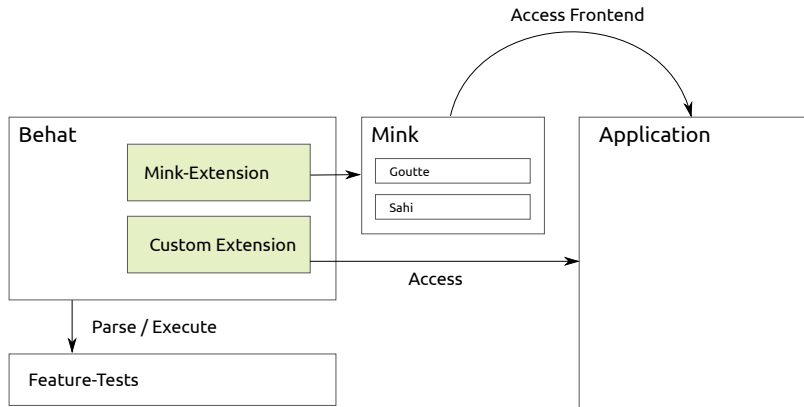 Access Frontend
Behat
Mink
Application
Mink-Extension
Goutte
Sahi
Custom Extension
Access
Parse / Execute
Feature-Tests